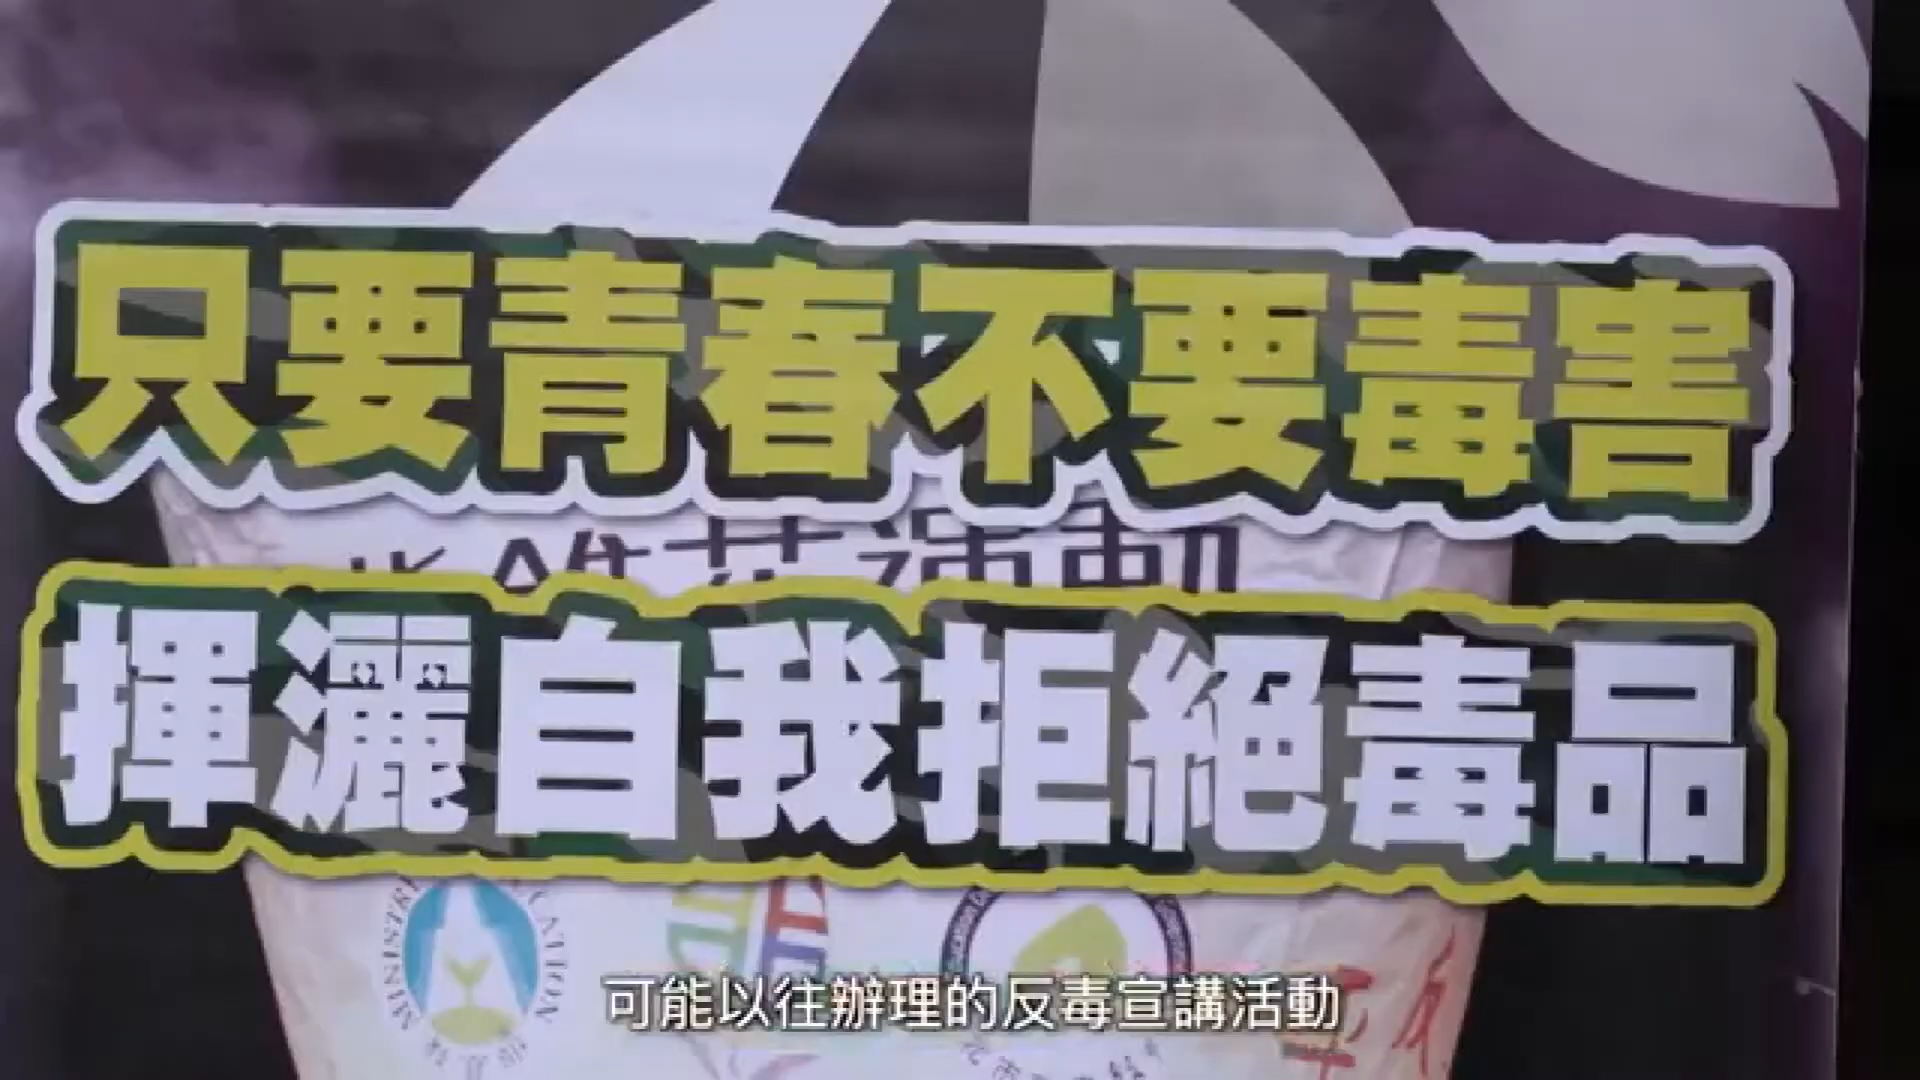 只要青春不要毒害
揮灑自我拒絕毒品
可能以往辦理的反毒宣講活動